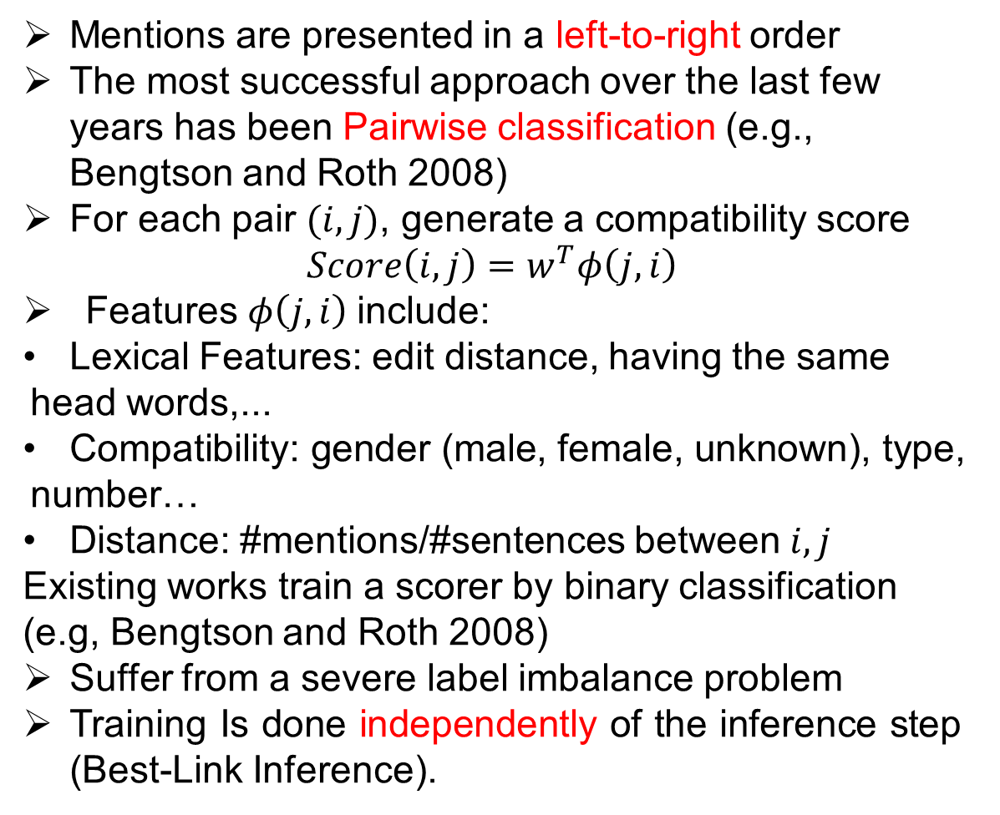 ➢ Mentions are presented in a left-to-right order
➢ The most successful approach over the last few
years has been Pairwise classification (e.g.,
Bengtson and Roth 2008)
➢ For each pair (i,j), generate a compatibility score
Score(i,j) = wᵀϕ(j,i)
➢ Features ϕ(j,i) include:
• Lexical Features: edit distance, having the same
head words,...
• Compatibility: gender (male, female, unknown), type,
number…
• Distance: #mentions/#sentences between i,j
Existing works train a scorer by binary classification
(e.g, Bengtson and Roth 2008)
➢ Suffer from a severe label imbalance problem
➢ Training Is done independently of the inference step
(Best-Link Inference).